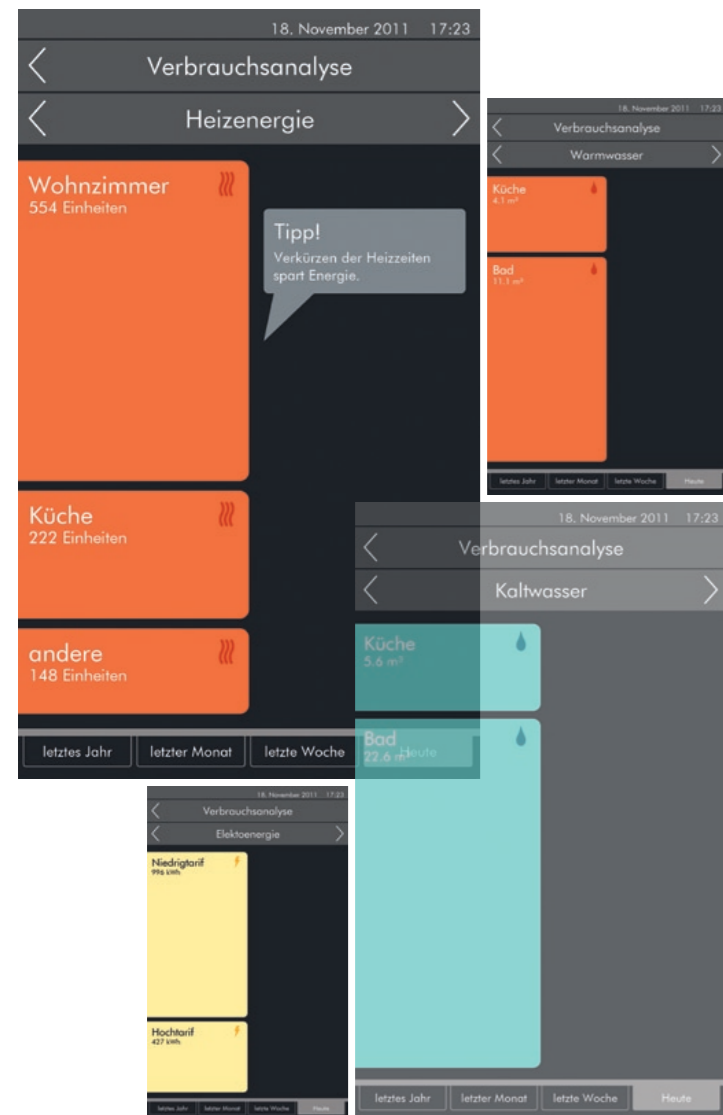 18. November 2011 17:23
Verbrauchsanalyse
Heizenergie
Wohnzimmer
554 Einheiten
Tipp!
Verkürzen der Heizzeiten
spart Energie.
Küche
222 Einheiten
andere
148 Einheiten
letztes Jahr letzter Monat letzte Woche Heute
18. November 2011 17:23
Verbrauchsanalyse
Warmwasser
Küche
4.1 m³
Bad
11.1 m³
letztes Jahr letzter Monat letzte Woche Heute
18. November 2011 17:23
Verbrauchsanalyse
Kaltwasser
Küche
5.6 m³
Bad
22.6 m³
letztes Jahr letzter Monat letzte Woche Heute
18. November 2011 17:23
Verbrauchsanalyse
Elektoenergie
Niedrigtarif
996 kWh
Hochtarif
427 kWh
letztes Jahr letzter Monat letzte Woche Heute